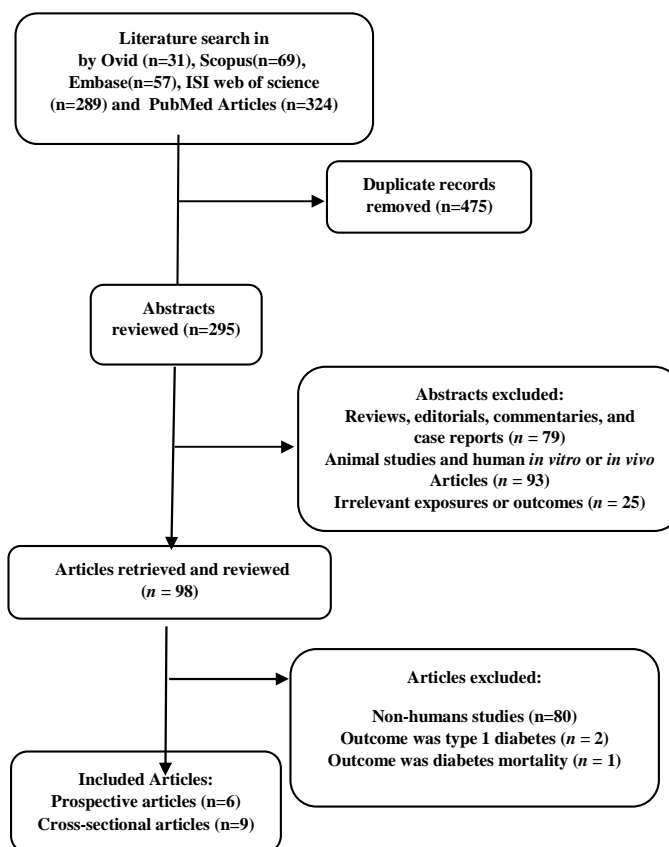 Literature search in
by Ovid (n=31), Scopus(n=69),
Embase(n=57), ISI web of science
(n=289) and PubMed Articles (n=324)
Duplicate records
removed (n=475)
Abstracts
reviewed (n=295)
Abstracts excluded:
Reviews, editorials, commentaries, and
case reports (n = 79)
Animal studies and human in vitro or in vivo
Articles (n = 93)
Irrelevant exposures or outcomes (n = 25)
Articles retrieved and reviewed
(n = 98)
Articles excluded:
Non-humans studies (n=80)
Outcome was type 1 diabetes (n = 2)
Outcome was diabetes mortality (n = 1)
Included Articles:
Prospective articles (n=6)
Cross-sectional articles (n=9)